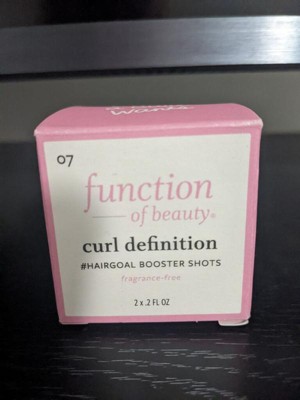 07
function
of beauty®
curl definition
#HAIRGOAL BOOSTER SHOTS
fragrance-free
2 x .2 FL OZ